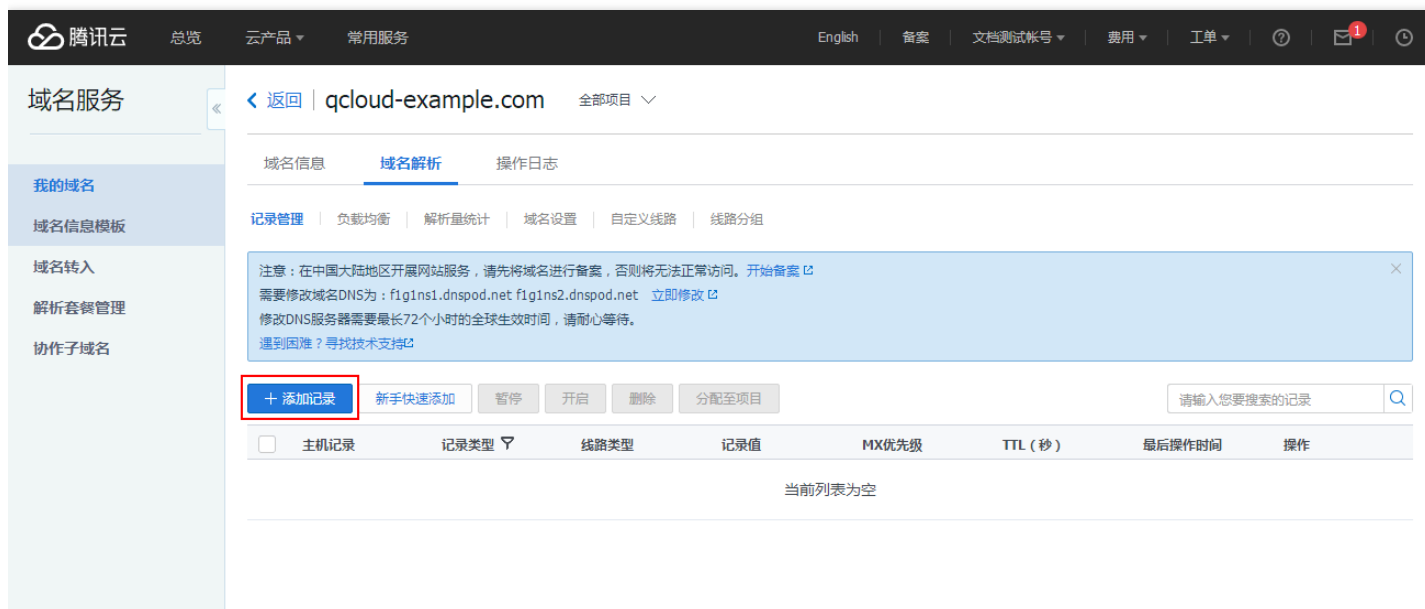 腾讯云 总览 云产品 常用服务 English 备案 文档测试帐号 费用 工单 1
域名服务
返回 qcloud-example.com 全部项目
域名信息 域名解析 操作日志
我的域名
域名信息模板
域名转入
解析套餐管理
协作子域名
记录管理 负载均衡 解析量统计 域名设置 自定义线路 线路分组
注意：在中国大陆地区开展网站服务，请先将域名进行备案，否则将无法正常访问。开始备案
需要修改域名DNS为：f1g1ns1.dnspod.net f1g1ns2.dnspod.net 立即修改
修改DNS服务器需要最长72个小时的全球生效时间，请耐心等待。
遇到困难？寻找技术支持
添加记录 新手快速添加 暂停 开启 删除 分配至项目 请输入您要搜索的记录
主机记录 记录类型 线路类型 记录值 MX优先级 TTL（秒） 最后操作时间 操作
当前列表为空